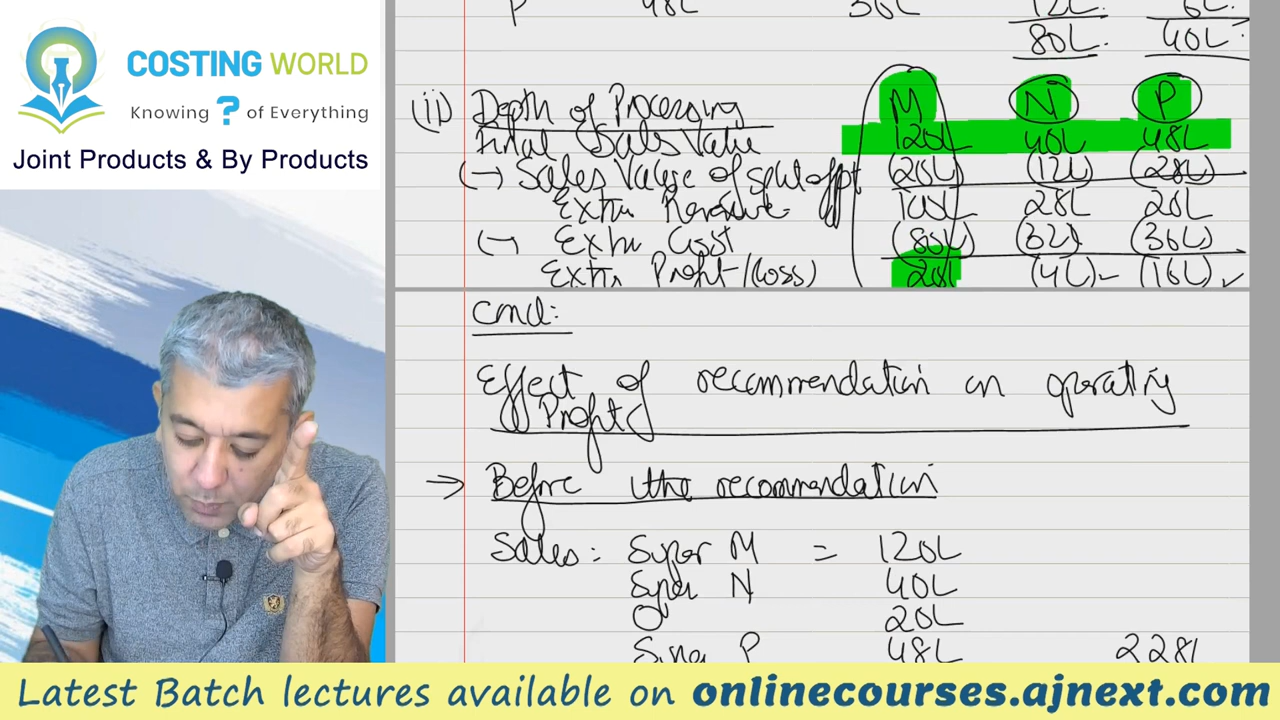 COSTING WORLD
Knowing ? of Everything
Joint Products & By Products
P 48L 36L 12L 6L
80L 40L
(ii) Depth of Processing M N P
Final Sales Value 120L 40L 48L
(-) Sales Value of split off pt (20L) (12L) (28L)
Extra Revenue 100L 28L 20L
(-) Extra Cost (80L) (32L) (36L)
Extra Profit/(Loss) 20L (4L) (16L)
Concl:
Effect of recommendation on operating
Profit
→ Before the recommendation
Sales: Super M = 120L
Super N 40L
O 20L
Super P 48L 228L
Latest Batch lectures available on onlinecourses.ajnext.com